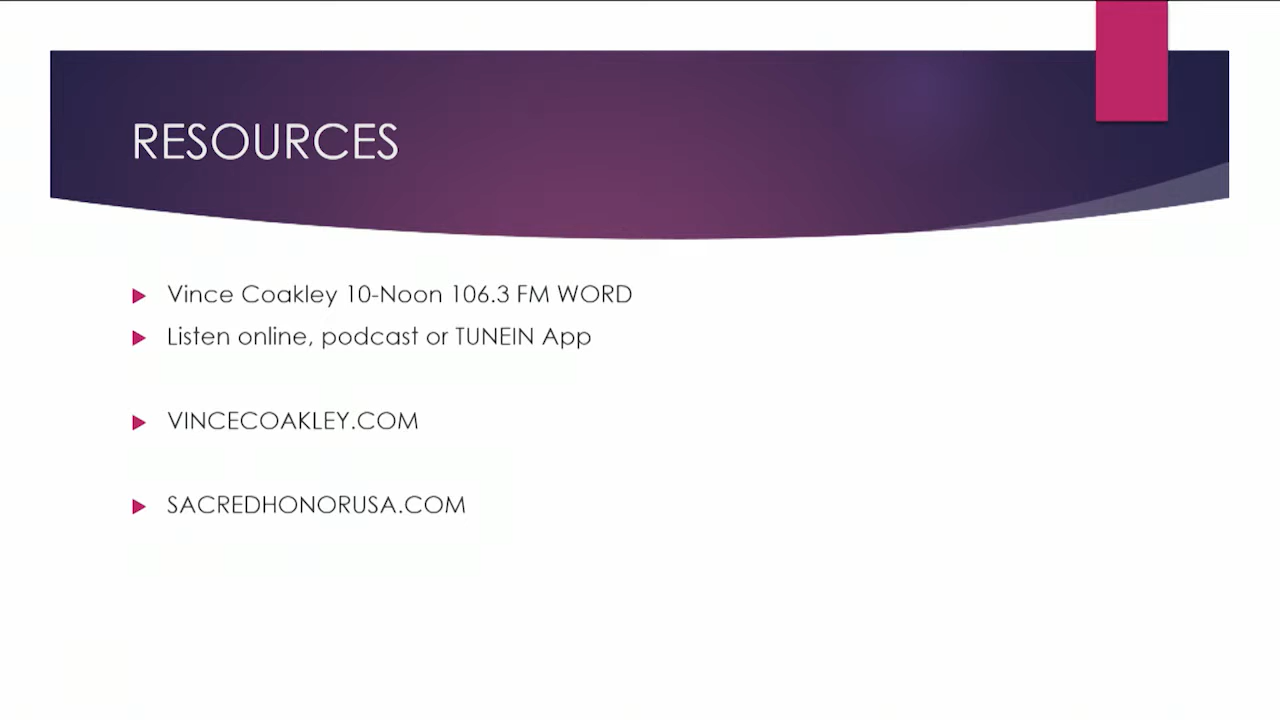 RESOURCES
Vince Coakley 10-Noon 106.3 FM WORD
Listen online, podcast or TUNEIN App
VINCECOAKLEY.COM
SACREDHONORUSA.COM